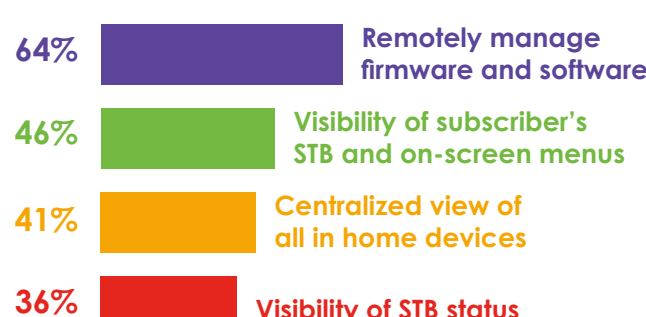 64%
Remotely manage
firmware and software
46%
Visibility of subscriber's
STB and on-screen menus
41%
Centralized view of
all in home devices
36%
Visibility of STB status